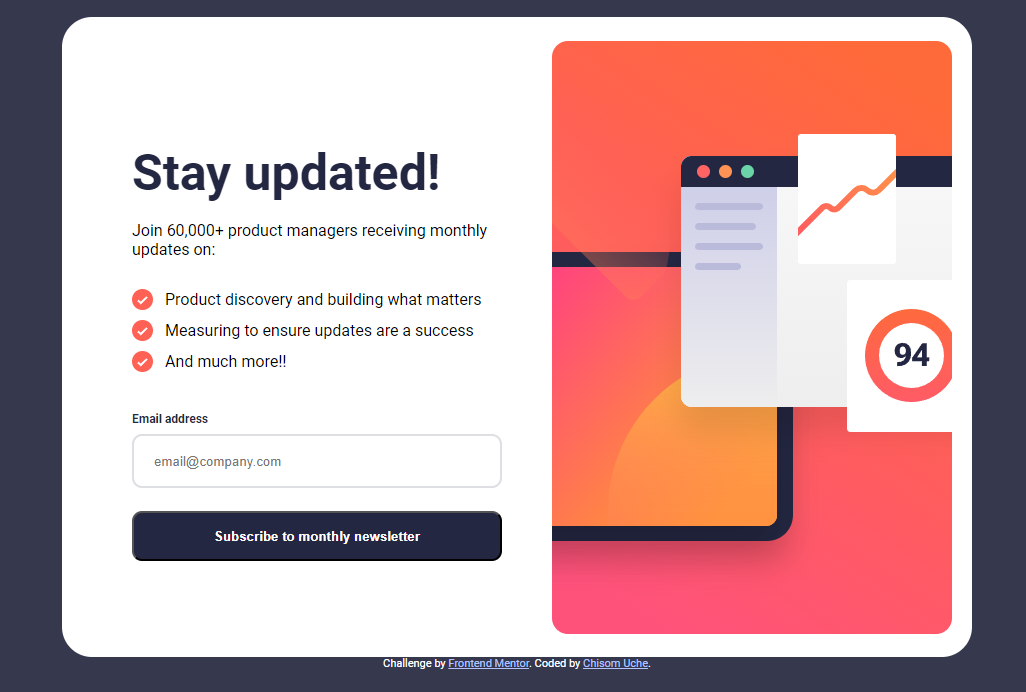 Stay updated!
Join 60,000+ product managers receiving monthly
updates on:
Product discovery and building what matters
Measuring to ensure updates are a success
And much more!!
Email address
email@company.com
Subscribe to monthly newsletter
94
Challenge by Frontend Mentor. Coded by Chisom Uche.